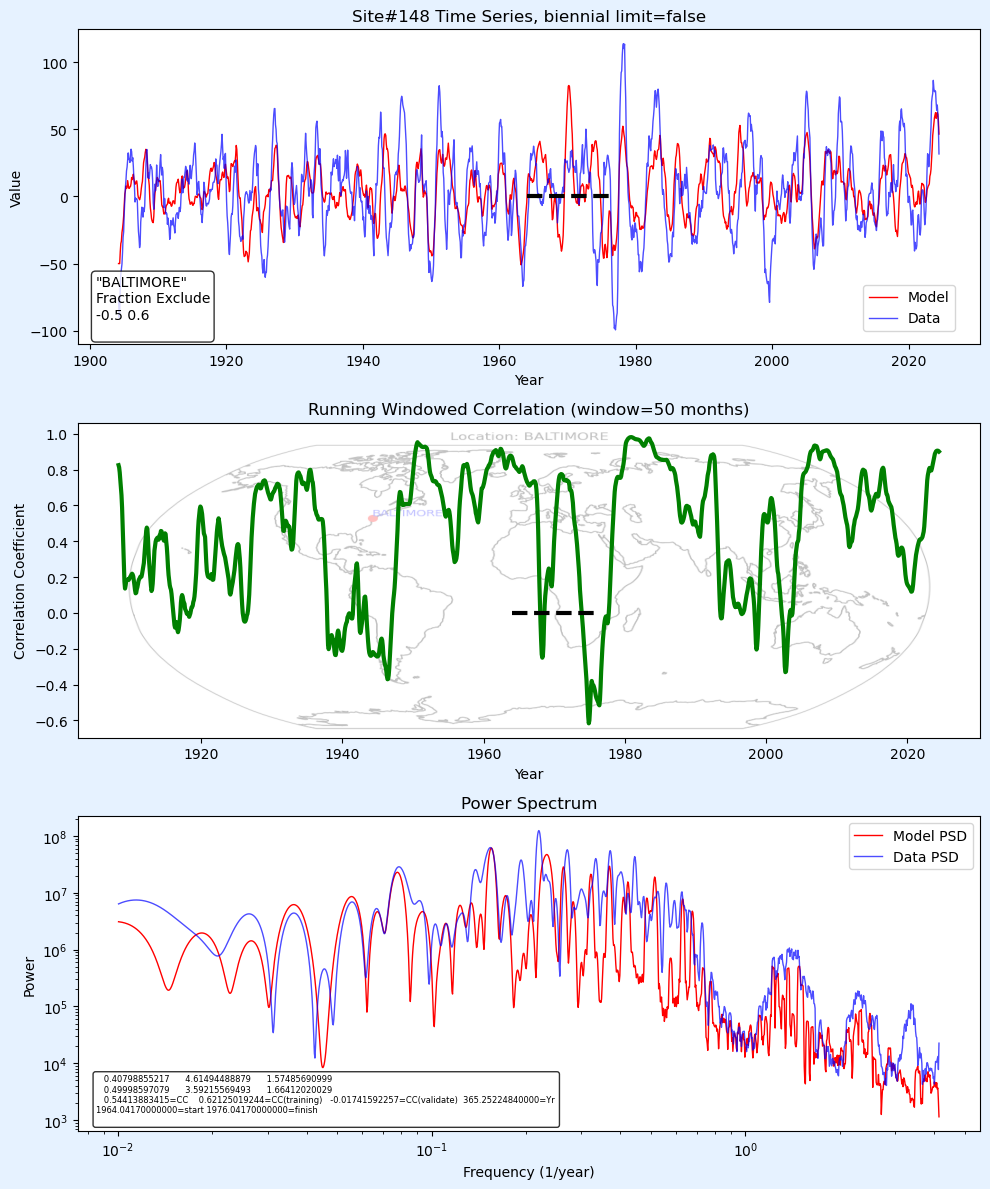 Site#148 Time Series, biennial limit=false
100
50
0
−50
−100
Value
"BALTIMORE"
Fraction Exclude
-0.5 0.6
Model
Data
1900 1920 1940 1960 1980 2000 2020
Year
Running Windowed Correlation (window=50 months)
1.0
0.8
0.6
0.4
0.2
0.0
−0.2
−0.4
−0.6
Correlation Coefficient
Location: BALTIMORE
BALTIMORE
1920 1940 1960 1980 2000 2020
Year
Power Spectrum
10^8
10^7
10^6
10^5
10^4
10^3
Power
Model PSD
Data PSD
0.40798855217 4.61494488879 1.57485690999
0.49998597079 3.59215569493 1.66412020029
0.54413883415=CC 0.62125019244=CC(training) -0.01741592257=CC(validate) 365.25224840000=Yr
1964.04170000000=start 1976.04170000000=finish
10^−2 10^−1 10^0
Frequency (1/year)